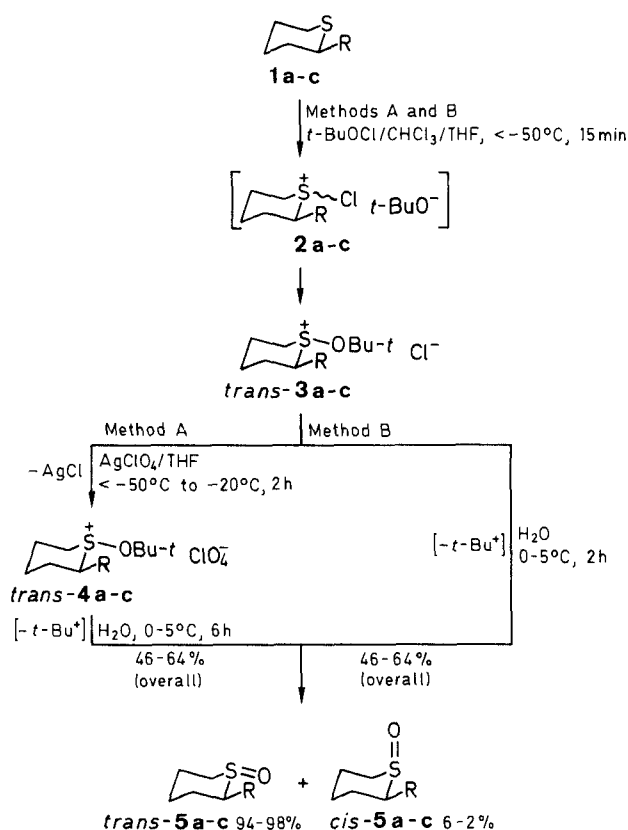 S
R
1a-c
Methods A and B
t-BuOCl/CHCl₃/THF, <-50°C, 15min
+
S Cl t-BuO⁻
R
2a-c
+
S-OBu-t Cl⁻
R
trans-3a-c
Method A Method B
-AgCl AgClO₄/THF
<-50°C to -20°C, 2h
+
S-OBu-t ClO₄⁻
R
[-t-Bu⁺] H₂O
0-5°C, 2h
trans-4a-c
[-t-Bu⁺] H₂O, 0-5°C, 6h
46-64% 46-64%
(overall) (overall)
O
S=O + S
R R
trans-5a-c 94-98% cis-5a-c 6-2%